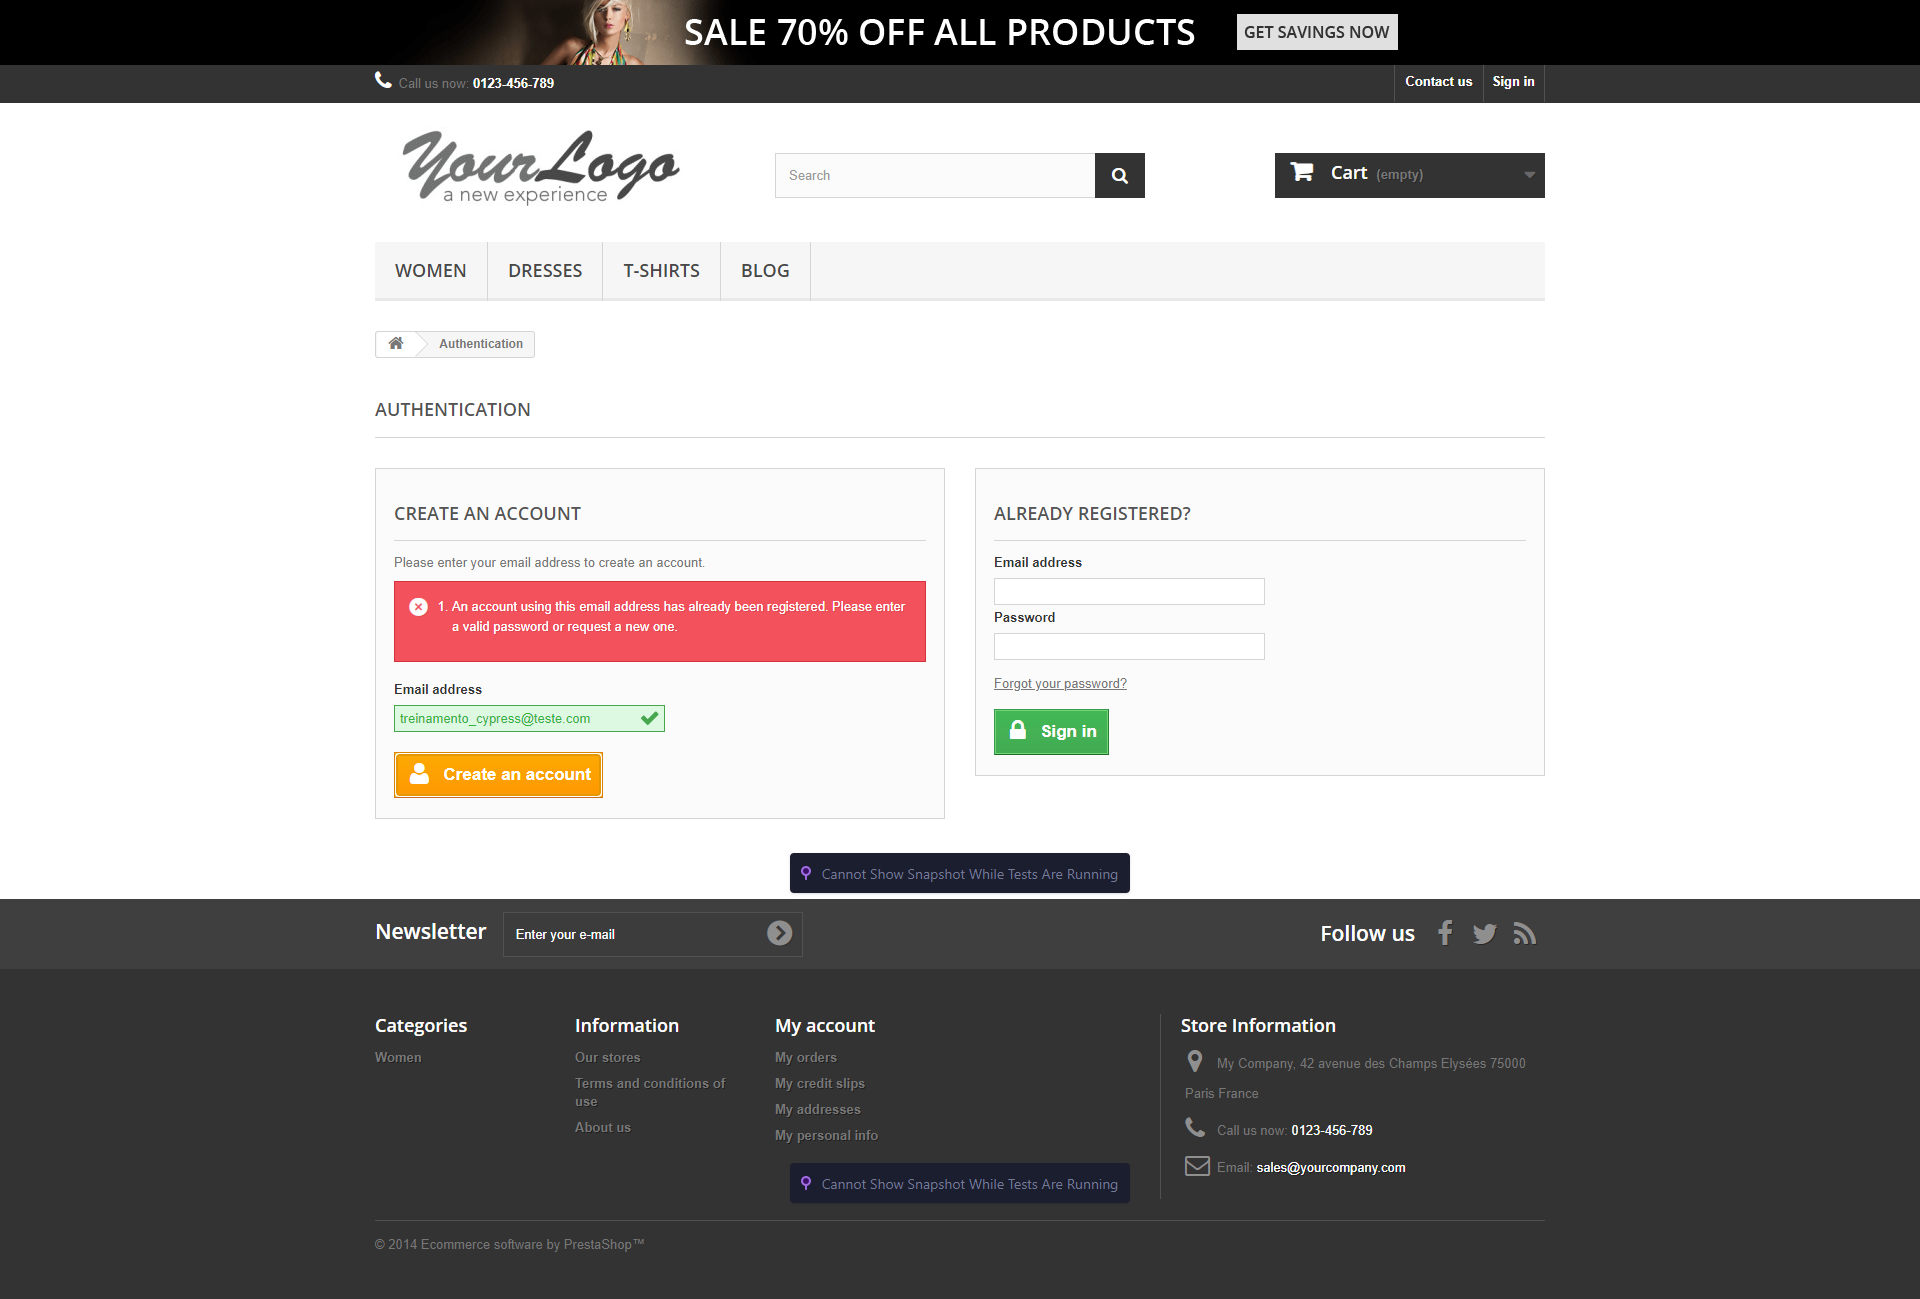 SALE 70% OFF ALL PRODUCTS
GET SAVINGS NOW
Call us now: 0123-456-789
Contact us
Sign in
YourLogo
a new experience
Search
Cart (empty)
WOMEN
DRESSES
T-SHIRTS
BLOG
Authentication
AUTHENTICATION
CREATE AN ACCOUNT
Please enter your email address to create an account.
1. An account using this email address has already been registered. Please enter
a valid password or request a new one.
Email address
treinamento_cypress@teste.com
Create an account
ALREADY REGISTERED?
Email address
Password
Forgot your password?
Sign in
Cannot Show Snapshot While Tests Are Running
Newsletter
Enter your e-mail
Follow us
Categories
Women
Information
Our stores
Terms and conditions of
use
About us
My account
My orders
My credit slips
My addresses
My personal info
Store Information
My Company, 42 avenue des Champs Elysées 75000
Paris France
Call us now: 0123-456-789
Email: sales@yourcompany.com
Cannot Show Snapshot While Tests Are Running
© 2014 Ecommerce software by PrestaShop™